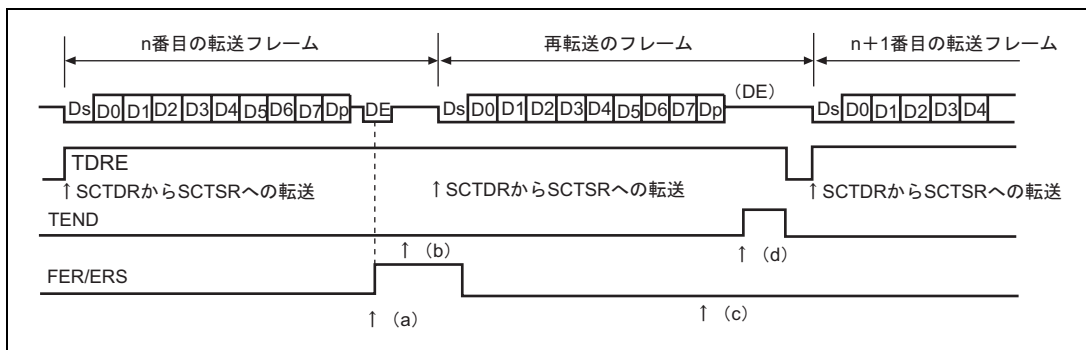 n番目の転送フレーム 再転送のフレーム n+1番目の転送フレーム
(DE)
Ds D0 D1 D2 D3 D4 D5 D6 D7 Dp DE Ds D0 D1 D2 D3 D4 D5 D6 D7 Dp Ds D0 D1 D2 D3 D4
TDRE
↑SCTDRからSCTSRへの転送 ↑SCTDRからSCTSRへの転送 ↑SCTDRからSCTSRへの転送
TEND
↑ (b) ↑ (d)
FER/ERS
↑ (a) ↑ (c)